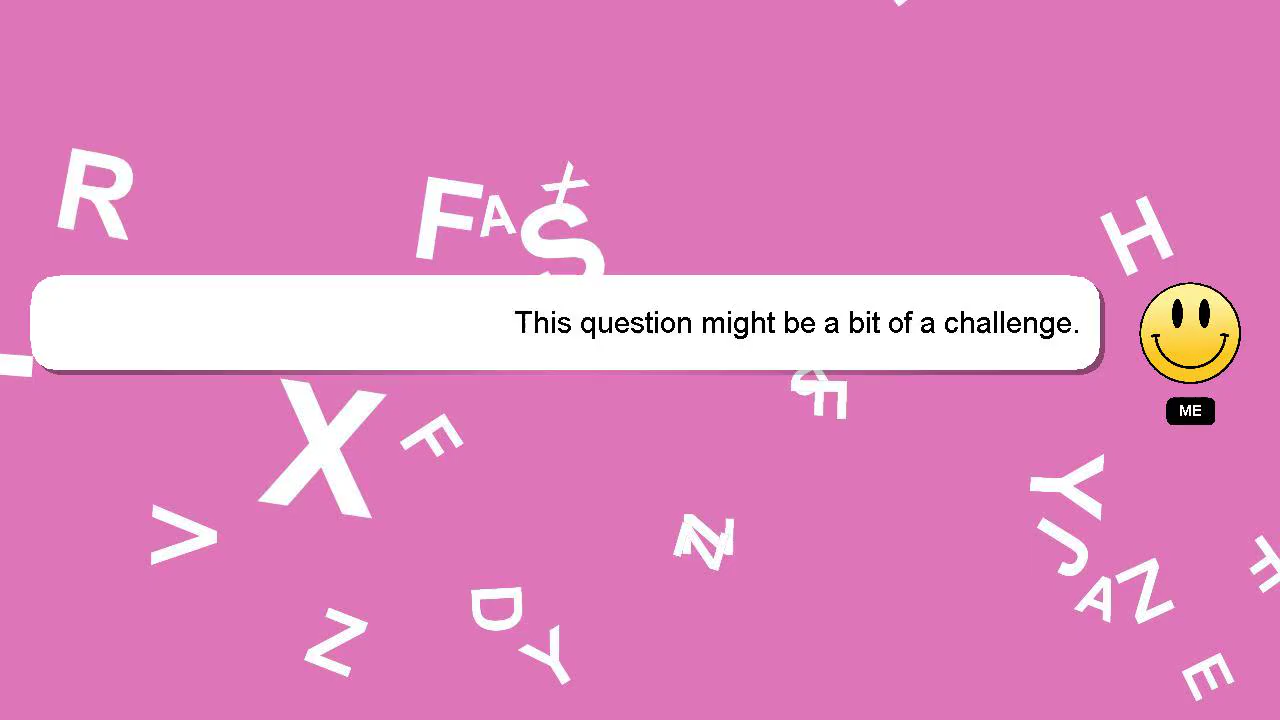 R
F
A
X
S
H
This question might be a bit of a challenge.
ME
X
F
F
Y
V
J
N
Z
A
Z
F
D
N
Y
E